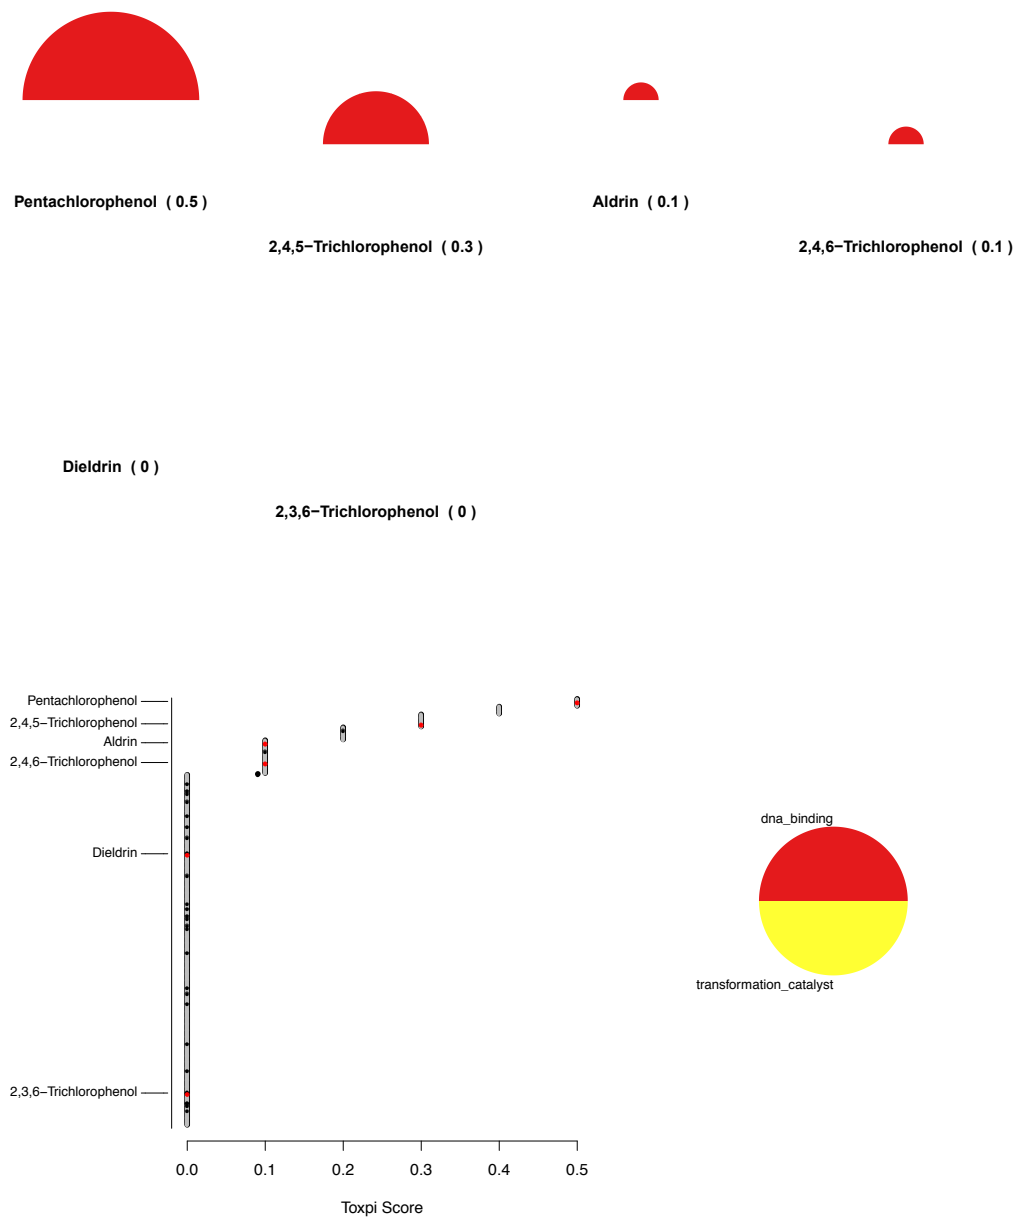 Pentachlorophenol ( 0.5 )
Aldrin ( 0.1 )
2,4,5−Trichlorophenol ( 0.3 )
2,4,6−Trichlorophenol ( 0.1 )
Dieldrin ( 0 )
2,3,6−Trichlorophenol ( 0 )
Pentachlorophenol
2,4,5−Trichlorophenol
Aldrin
2,4,6−Trichlorophenol
Dieldrin
2,3,6−Trichlorophenol
dna_binding
transformation_catalyst
0.0 0.1 0.2 0.3 0.4 0.5
Toxpi Score